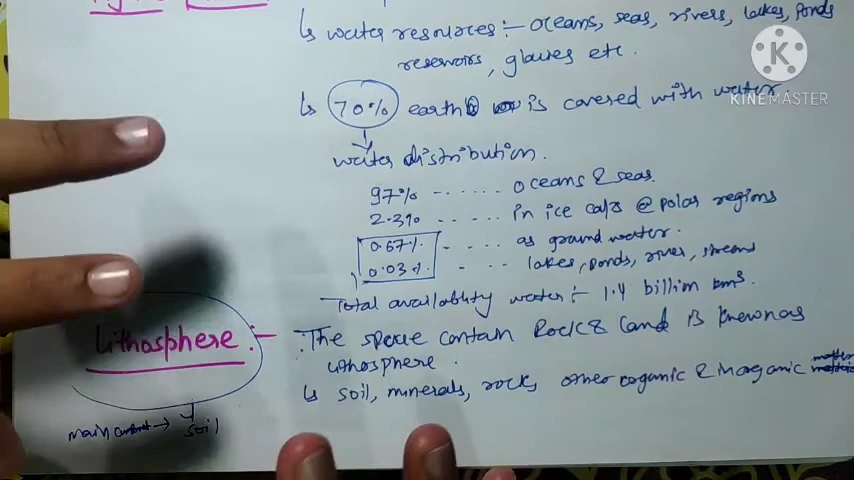 ↳ water resources :- oceans, seas, rivers, lakes, ponds
reservoirs, glaciers etc.
↳ 70% earth is covered with water.
water distribution.
97% ------ oceans & seas.
2.3% ----- in ice caps @ polar regions
0.67% - --- as ground water.
0.03% - --- lakes, ponds, river, streams
Total availablity water :- 1.4 billion km³.
Lithosphere :- The space contain Rock & land is known as
lithosphere.
↳ soil, minerals, rock, other organic & inorganic
main content → soil
KINEMASTER